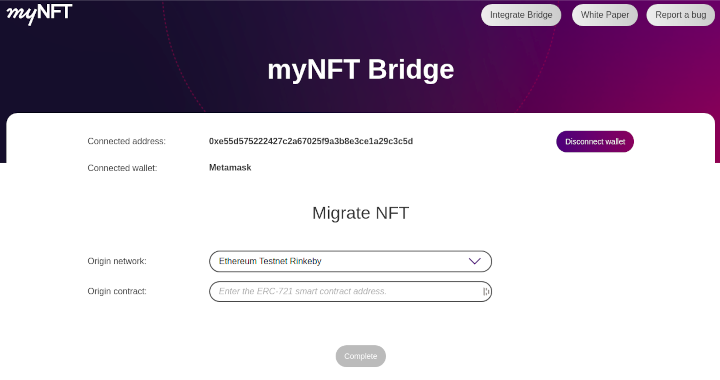 myNFT
Integrate Bridge
White Paper
Report a bug
myNFT Bridge
Connected address:
0xe55d575222427c2a67025f9a3b8e3ce1a29c3c5d
Disconnect wallet
Connected wallet:
Metamask
Migrate NFT
Origin network:
Ethereum Testnet Rinkeby
Origin contract:
Enter the ERC-721 smart contract address.
Complete